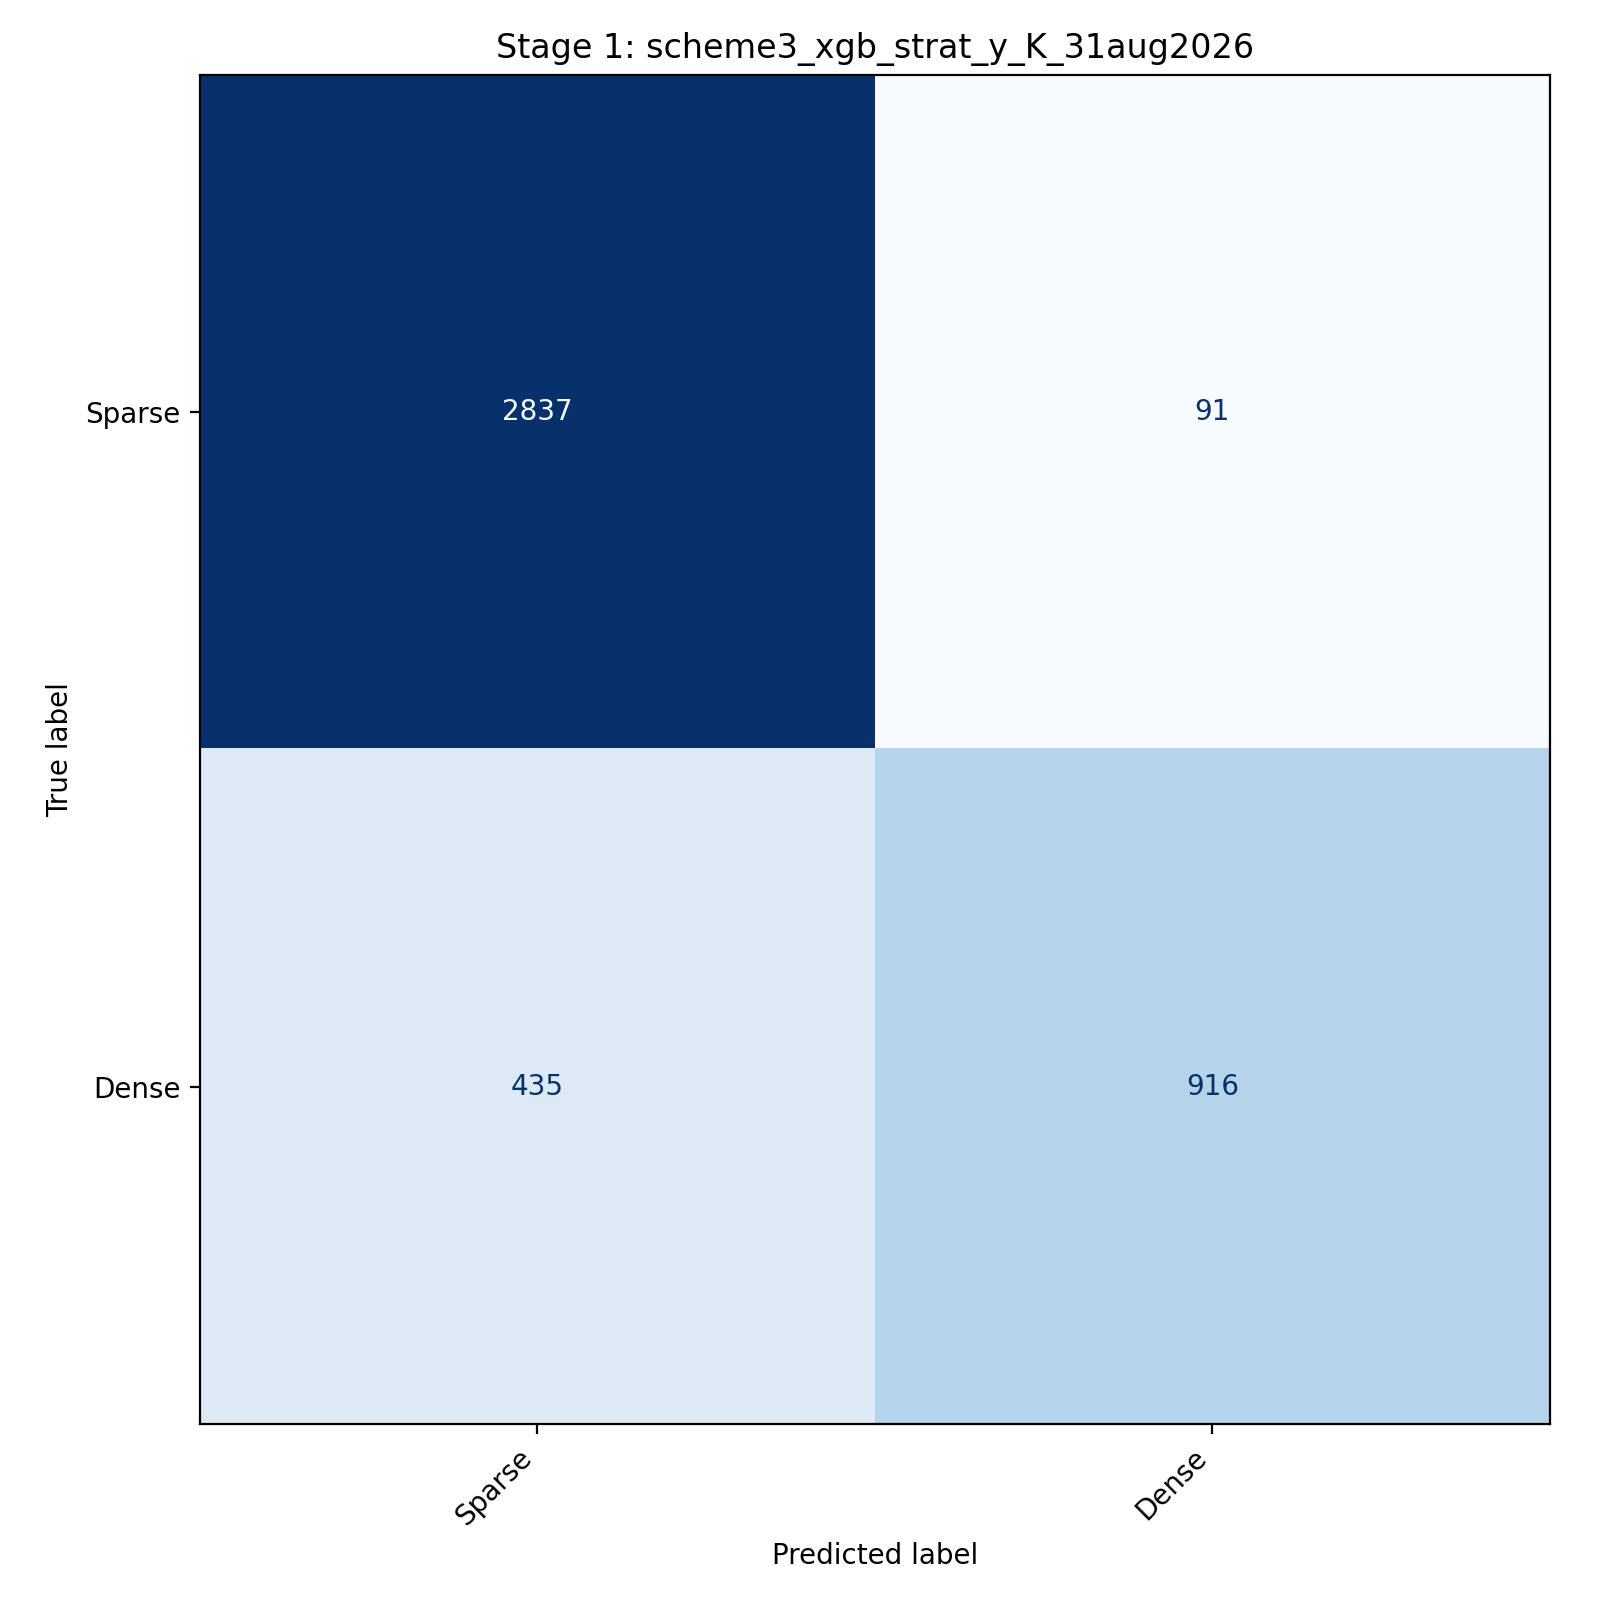 Stage 1: scheme3_xgb_strat_y_K_31aug2026
Sparse
2837
91
True label
Dense
435
916
Sparse
Dense
Predicted label